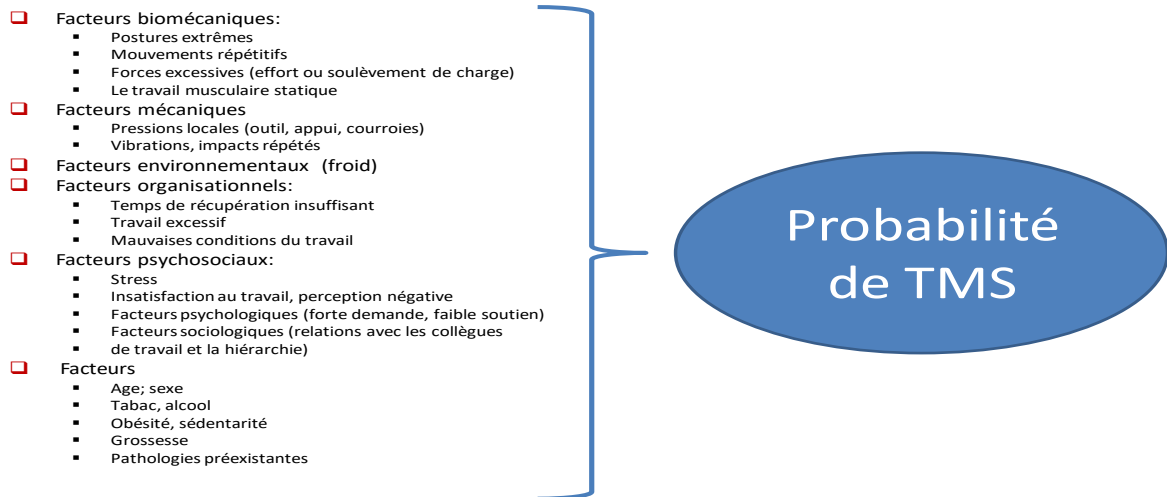 Facteurs biomécaniques:
Postures extrêmes
Mouvements répétitifs
Forces excessives (effort ou soulèvement de charge)
Le travail musculaire statique
Facteurs mécaniques
Pressions locales (outil, appui, courroies)
Vibrations, impacts répétés
Facteurs environnementaux (froid)
Facteurs organisationnels:
Temps de récupération insuffisant
Travail excessif
Mauvaises conditions du travail
Facteurs psychosociaux:
Stress
Insatisfaction au travail, perception négative
Facteurs psychologiques (forte demande, faible soutien)
Facteurs sociologiques (relations avec les collègues
de travail et la hiérarchie)
Facteurs
Age; sexe
Tabac, alcool
Obésité, sédentarité
Grossesse
Pathologies préexistantes
Probabilité
de TMS